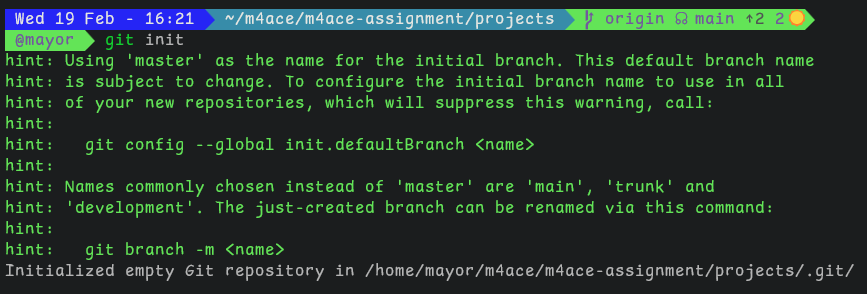 Wed 19 Feb - 16:21 ~/m4ace/m4ace-assignment/projects origin main ↑2 2
@mayor git init
hint: Using 'master' as the name for the initial branch. This default branch name
hint: is subject to change. To configure the initial branch name to use in all
hint: of your new repositories, which will suppress this warning, call:
hint:
hint:   git config --global init.defaultBranch <name>
hint:
hint: Names commonly chosen instead of 'master' are 'main', 'trunk' and
hint: 'development'. The just-created branch can be renamed via this command:
hint:
hint:   git branch -m <name>
Initialized empty Git repository in /home/mayor/m4ace/m4ace-assignment/projects/.git/